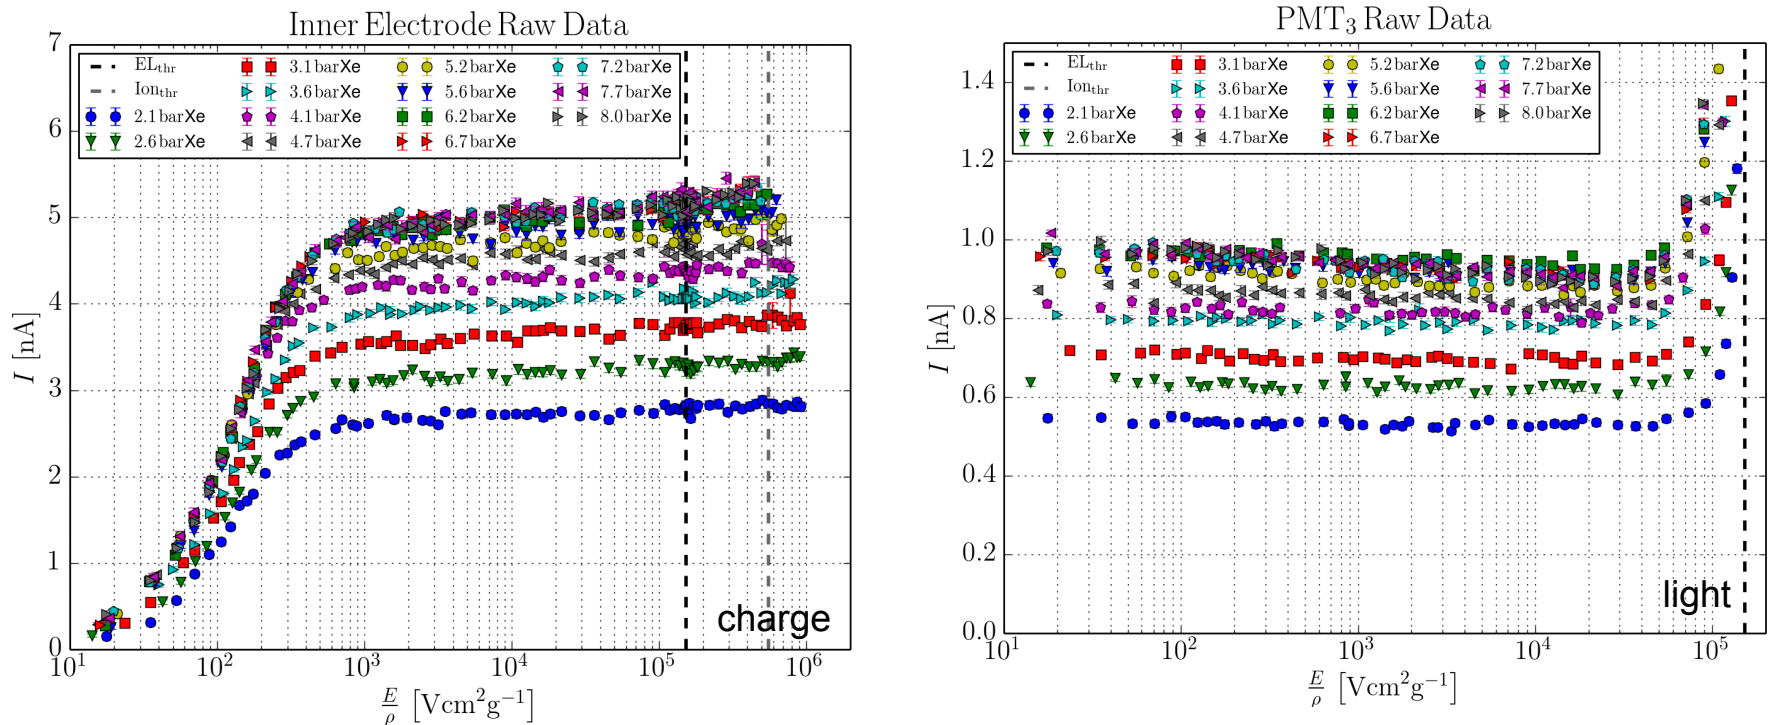 Inner Electrode Raw Data
7
6
5
4
3
2
1
0
I [nA]
EL_thr
Ion_thr
2.1 barXe
2.6 barXe
3.1 barXe
3.6 barXe
4.1 barXe
4.7 barXe
5.2 barXe
5.6 barXe
6.2 barXe
6.7 barXe
7.2 barXe
7.7 barXe
8.0 barXe
charge
10^1 10^2 10^3 10^4 10^5 10^6
E/ρ [Vcm^2g^-1]
PMT_3 Raw Data
1.4
1.2
1.0
0.8
0.6
0.4
0.2
0.0
I [nA]
EL_thr
Ion_thr
2.1 barXe
2.6 barXe
3.1 barXe
3.6 barXe
4.1 barXe
4.7 barXe
5.2 barXe
5.6 barXe
6.2 barXe
6.7 barXe
7.2 barXe
7.7 barXe
8.0 barXe
light
10^1 10^2 10^3 10^4 10^5
E/ρ [Vcm^2g^-1]